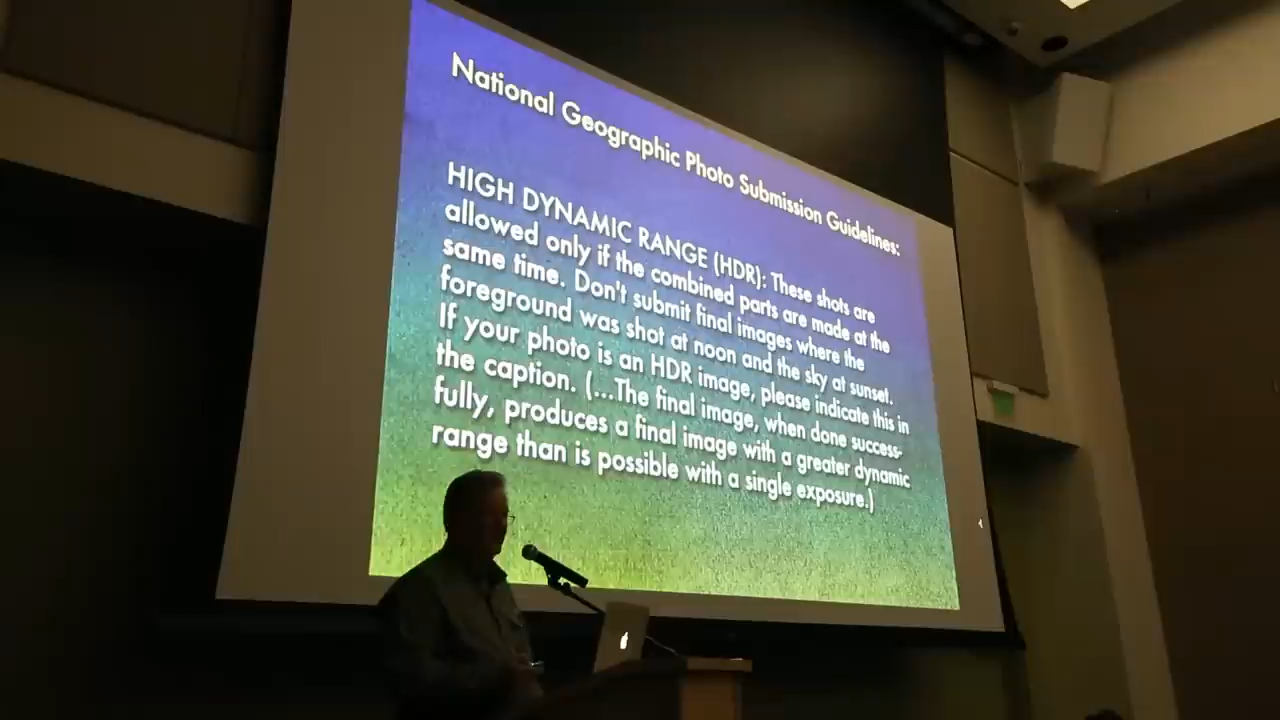 National Geographic Photo Submission Guidelines:
HIGH DYNAMIC RANGE (HDR): These shots are
allowed only if the combined parts are made at the
same time. Don't submit final images where the
foreground was shot at noon and the sky at sunset.
If your photo is an HDR image, please indicate this in
the caption. (...The final image, when done success-
fully, produces a final image with a greater dynamic
range than is possible with a single exposure.)